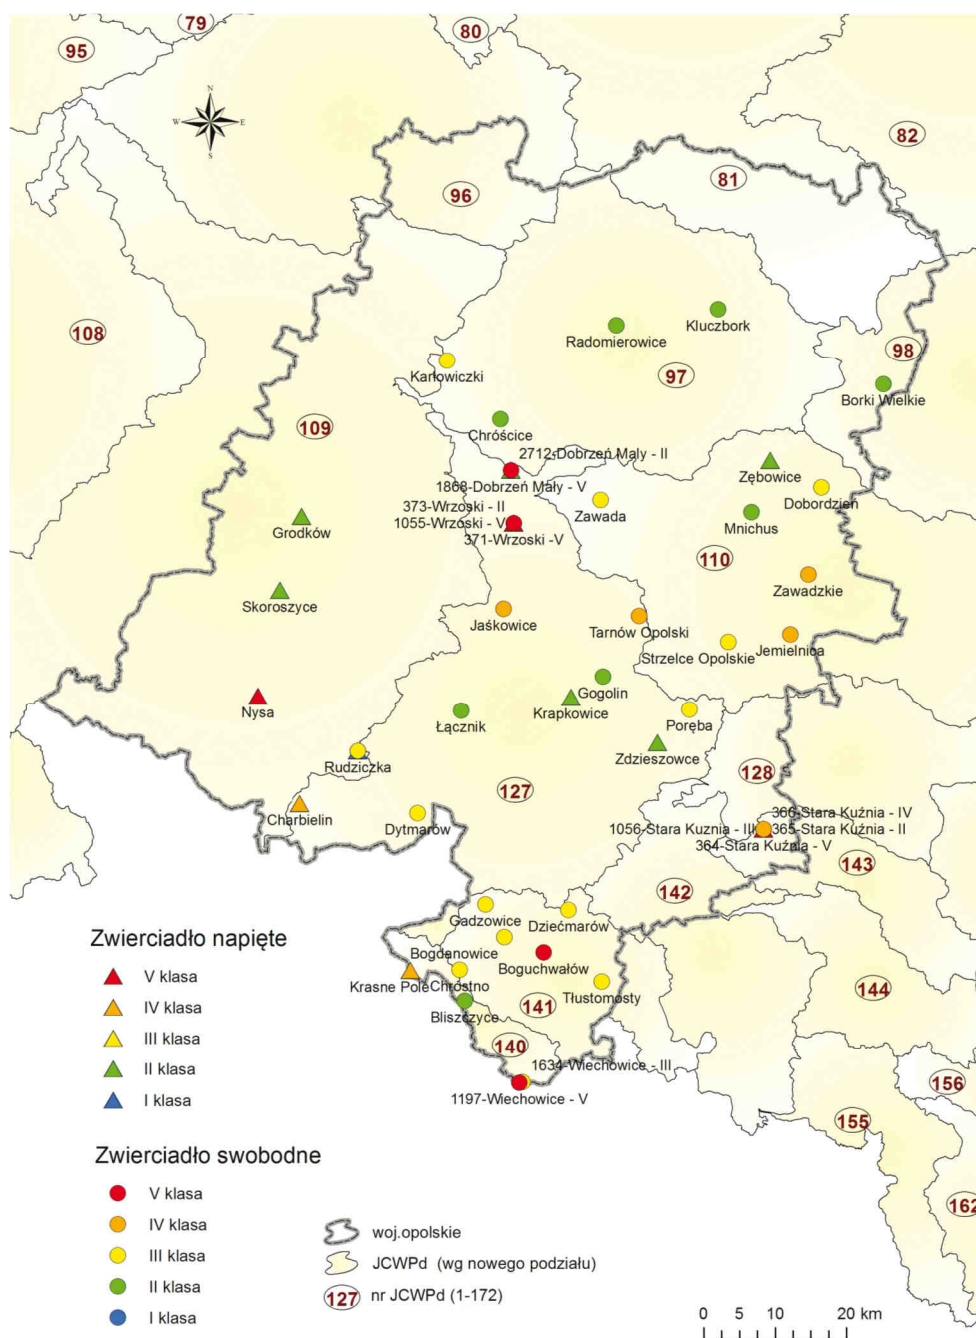 79
80
95
N
W E
S
82
81
96
108
Kluczbork
Radomierowice
98
97
Karłowiczki
Borki Wielkie
109
Chróścice
2712-Dobrzeń Mały - II
Zębowice
1868-Dobrzeń Mały - V
Dobordzień
373-Wrzoski - II
Zawada
Mnichus
1055-Wrzoski - V
Grodków
371-Wrzoski -V
110
Zawadzkie
Skoroszyce
Jaśkowice
Tarnów Opolski
Strzelce Opolskie
Jemielnica
Gogolin
Nysa
Krapkowice
Łącznik
Poręba
Zdzieszowce
Rudziczka
128
127
Charbielin
Dytmarów
366-Stara Kuźnia - IV
1056-Stara Kuznia - III
365-Stara Kuźnia - II
364-Stara Kuźnia - V
143
142
Gadzowice
Dziećmarów
Zwierciadło napięte
Bogdanowice
Boguchwałów
V klasa
Krasne Pole
Chróstno
Tłustomosty
144
IV klasa
Bliszczyce
141
III klasa
140
II klasa
1634-Wiechowice - III
156
I klasa
1197-Wiechowice - V
155
Zwierciadło swobodne
V klasa
162
IV klasa
woj.opolskie
III klasa
JCWPd (wg nowego podziału)
II klasa
127 nr JCWPd (1-172)
I klasa
0 5 10 20 km